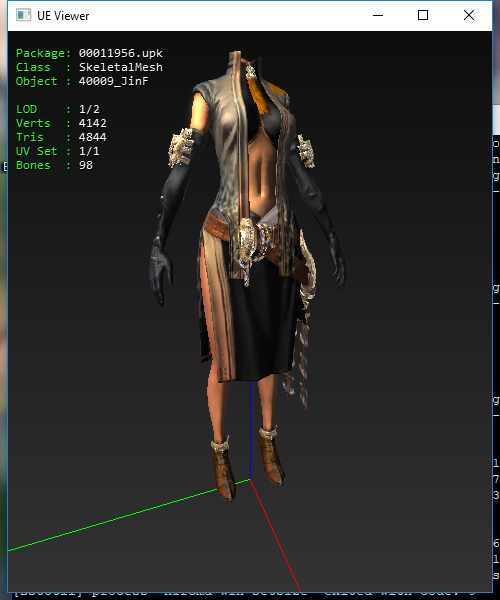 UE Viewer
Package: 00011956.upk
Class : SkeletalMesh
Object : 40009_JinF
LOD : 1/2
Verts : 4142
Tris : 4844
UV Set : 1/1
Bones : 98